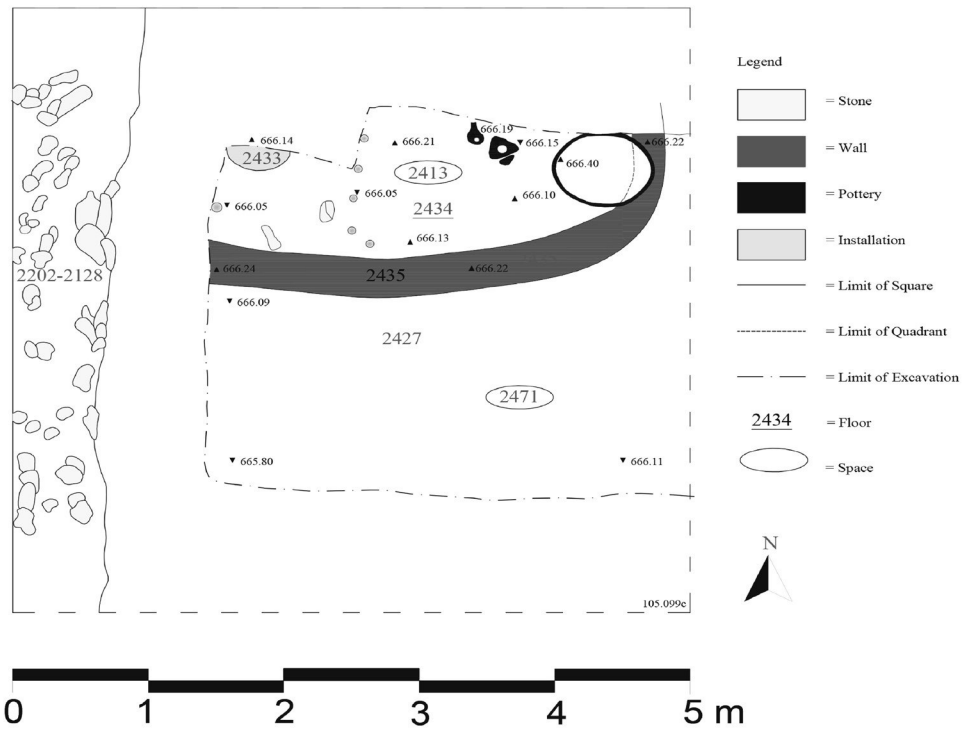 Legend
= Stone
= Wall
= Pottery
= Installation
= Limit of Square
= Limit of Quadrant
= Limit of Excavation
2434 = Floor
= Space
N
666.14
2433
666.21
666.19
666.15
666.22
666.40
2413
666.05
666.05
2434
666.10
666.13
2202-2128
666.24
2435
666.22
666.09
2427
2471
665.80
666.11
105.099c
0 1 2 3 4 5 m